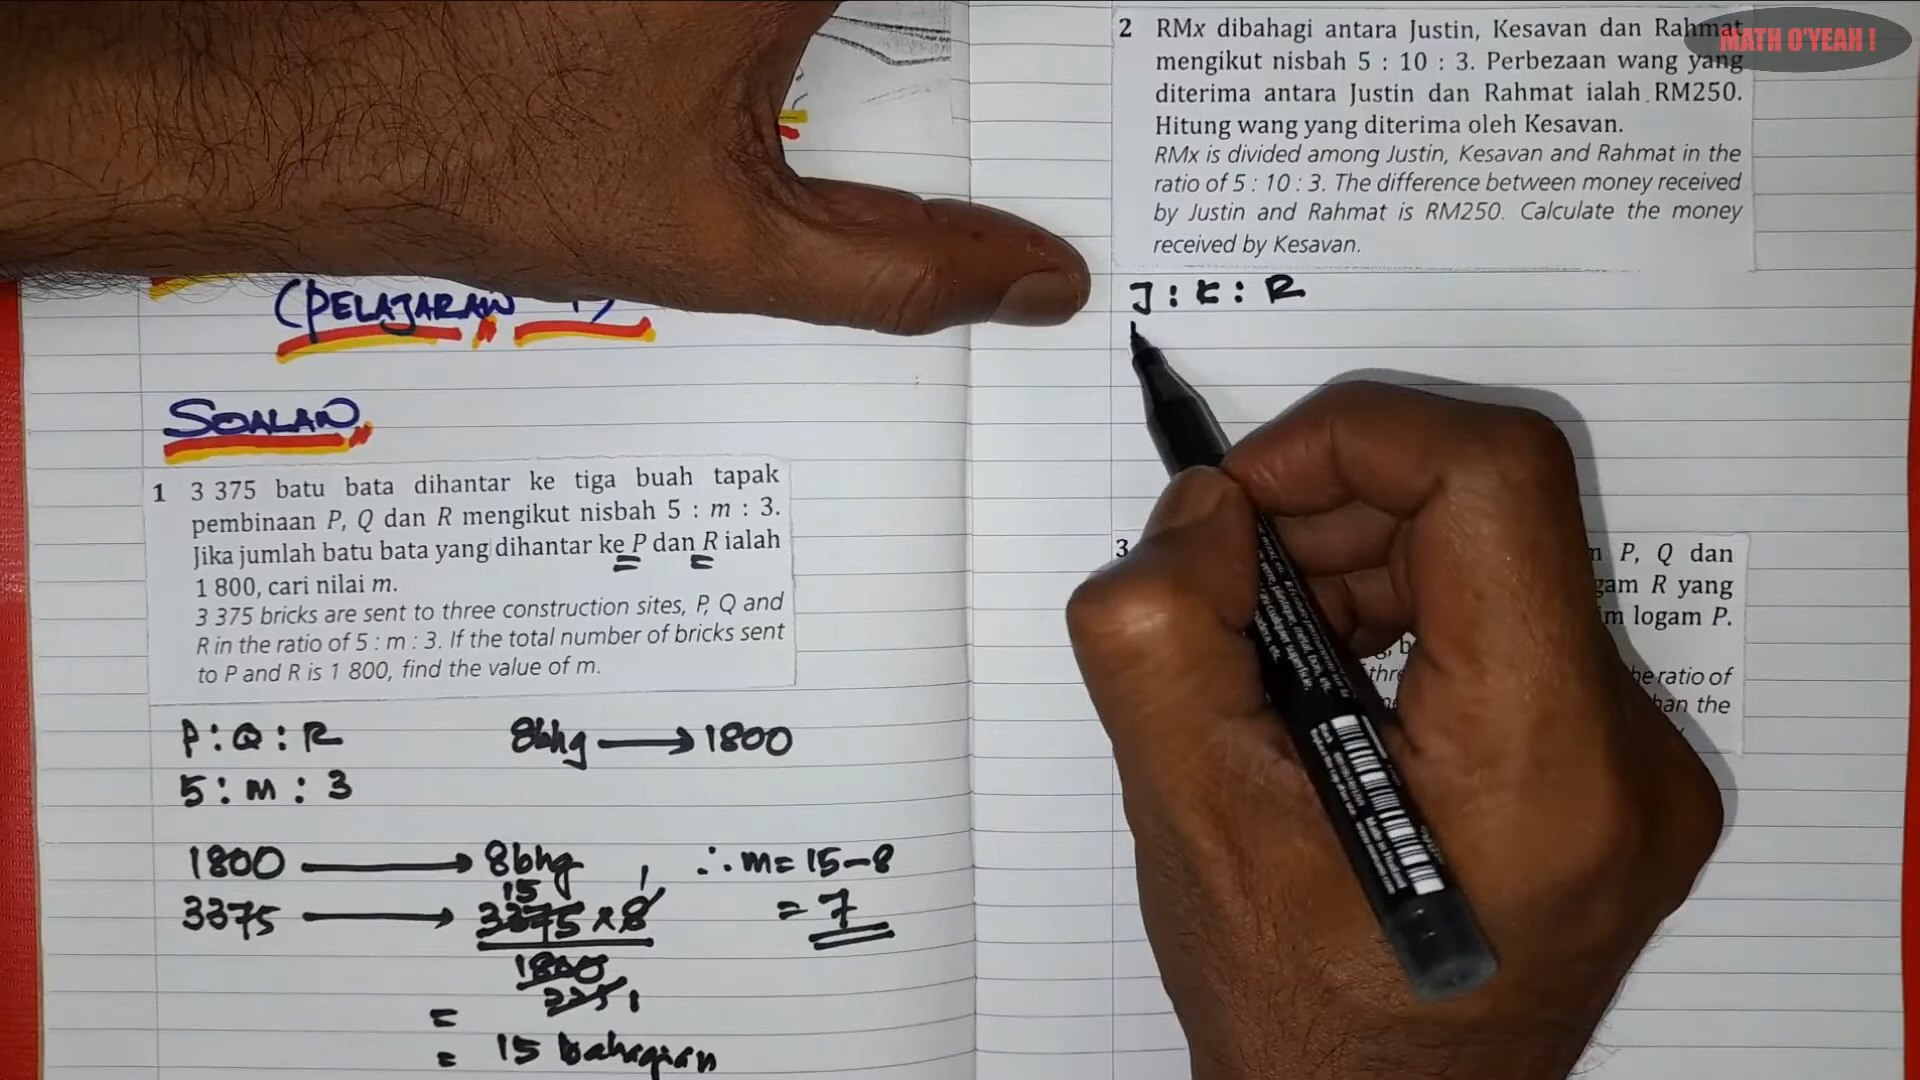 MATH O'YEAH !
(PELAJARAN
SOALAN
1 3 375 batu bata dihantar ke tiga buah tapak
pembinaan P, Q dan R mengikut nisbah 5 : m : 3.
Jika jumlah batu bata yang dihantar ke P dan R ialah
1 800, cari nilai m.
3 375 bricks are sent to three construction sites, P, Q and
R in the ratio of 5 : m : 3. If the total number of bricks sent
to P and R is 1 800, find the value of m.
P : Q : R
5 : m : 3
8bhg → 1800
1800 → 8bhg
3375 → 3375 × 8
1800
225 1
15
1
=
= 15 bahagian
∴ m = 15 - 8
= 7
2 RMx dibahagi antara Justin, Kesavan dan Rahmat
mengikut nisbah 5 : 10 : 3. Perbezaan wang yang
diterima antara Justin dan Rahmat ialah RM250.
Hitung wang yang diterima oleh Kesavan.
RMx is divided among Justin, Kesavan and Rahmat in the
ratio of 5 : 10 : 3. The difference between money received
by Justin and Rahmat is RM250. Calculate the money
received by Kesavan.
J : K : R
3
P, Q dan
R yang
logam P.
he ratio of
han the